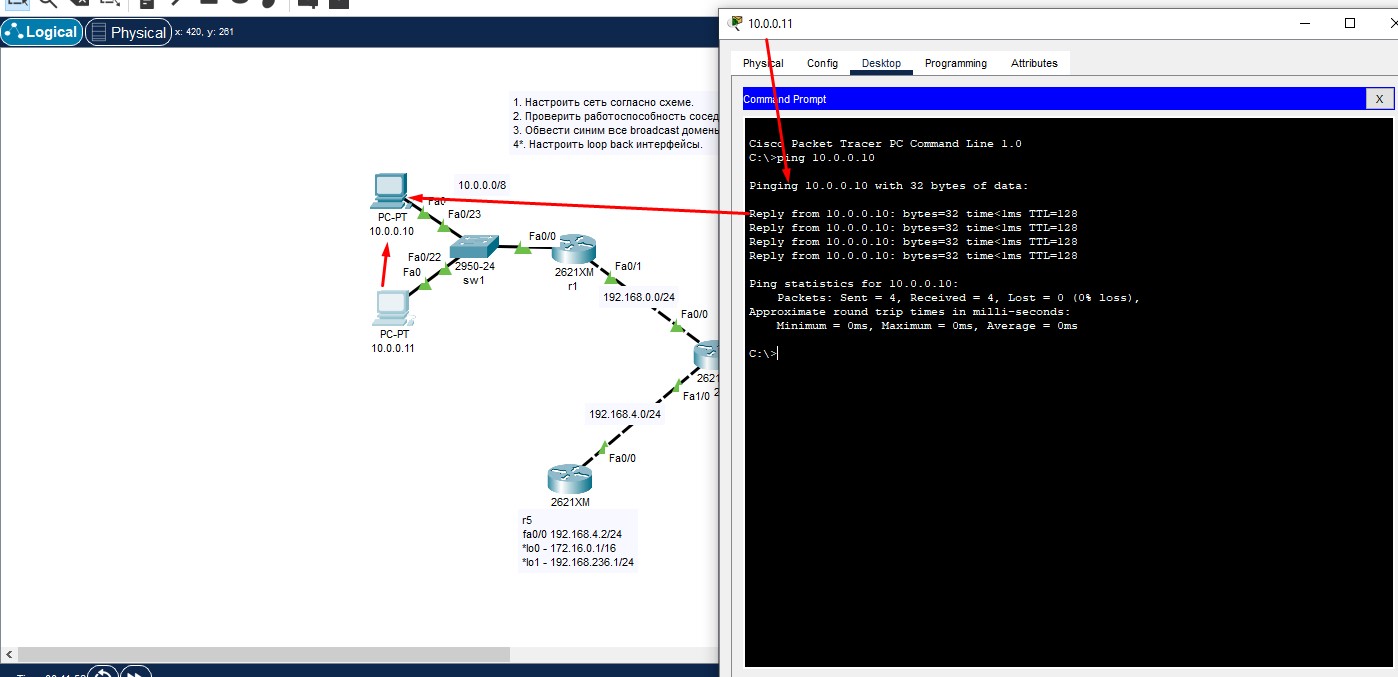 Logical
Physical
x: 420, y: 261
1. Настроить сеть согласно схеме.
2. Проверить работоспособность сосед
3. Обвести синим все broadcast домены
4*. Настроить loop back интерфейсы.
10.0.0.0/8
Fa0
Fa0/23
PC-PT
10.0.0.10
Fa0/22
Fa0
2950-24
sw1
Fa0/0
2621XM
r1
Fa0/1
192.168.0.0/24
Fa0/0
PC-PT
10.0.0.11
2621
Fa1/0
2
192.168.4.0/24
Fa0/0
2621XM
r5
fa0/0 192.168.4.2/24
*lo0 - 172.16.0.1/16
*lo1 - 192.168.236.1/24
10.0.0.11
Physical
Config
Desktop
Programming
Attributes
Command Prompt
X
Cisco Packet Tracer PC Command Line 1.0
C:\>ping 10.0.0.10
Pinging 10.0.0.10 with 32 bytes of data:
Reply from 10.0.0.10: bytes=32 time<1ms TTL=128
Reply from 10.0.0.10: bytes=32 time<1ms TTL=128
Reply from 10.0.0.10: bytes=32 time<1ms TTL=128
Reply from 10.0.0.10: bytes=32 time<1ms TTL=128
Ping statistics for 10.0.0.10:
Packets: Sent = 4, Received = 4, Lost = 0 (0% loss),
Approximate round trip times in milli-seconds:
Minimum = 0ms, Maximum = 0ms, Average = 0ms
C:\>